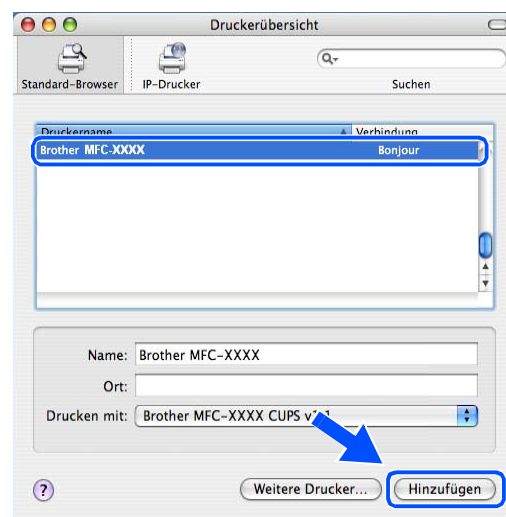 Druckerübersicht
Standard-Browser IP-Drucker Suchen
Druckername Verbindung
Brother MFC-XXXX Bonjour
Name: Brother MFC-XXXX
Ort:
Drucken mit: Brother MFC-XXXX CUPS
? Weitere Drucker... Hinzufügen